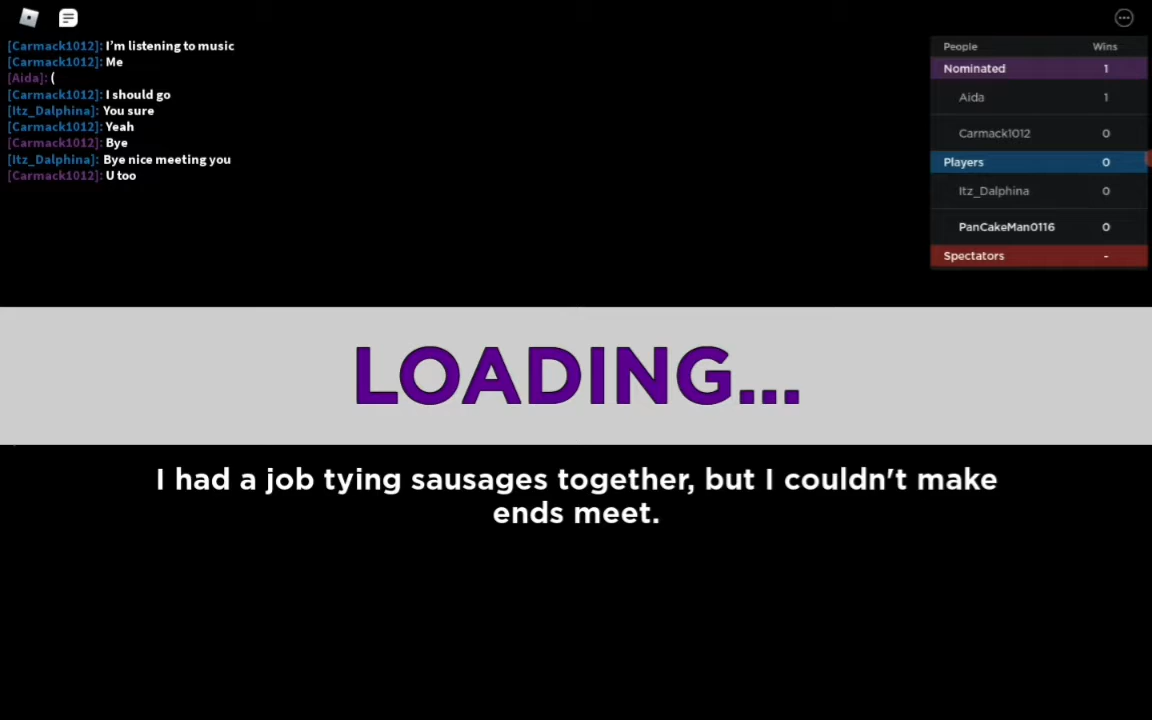 [Carmack1012]: I'm listening to music
[Carmack1012]: Me
[Aida]: (
[Carmack1012]: I should go
[Itz_Dalphina]: You sure
[Carmack1012]: Yeah
[Carmack1012]: Bye
[Itz_Dalphina]: Bye nice meeting you
[Carmack1012]: U too
People Wins
Nominated 1
Aida 1
Carmack1012 0
Players 0
Itz_Dalphina 0
PanCakeMan0116 0
Spectators -
LOADING...
I had a job tying sausages together, but I couldn't make
ends meet.